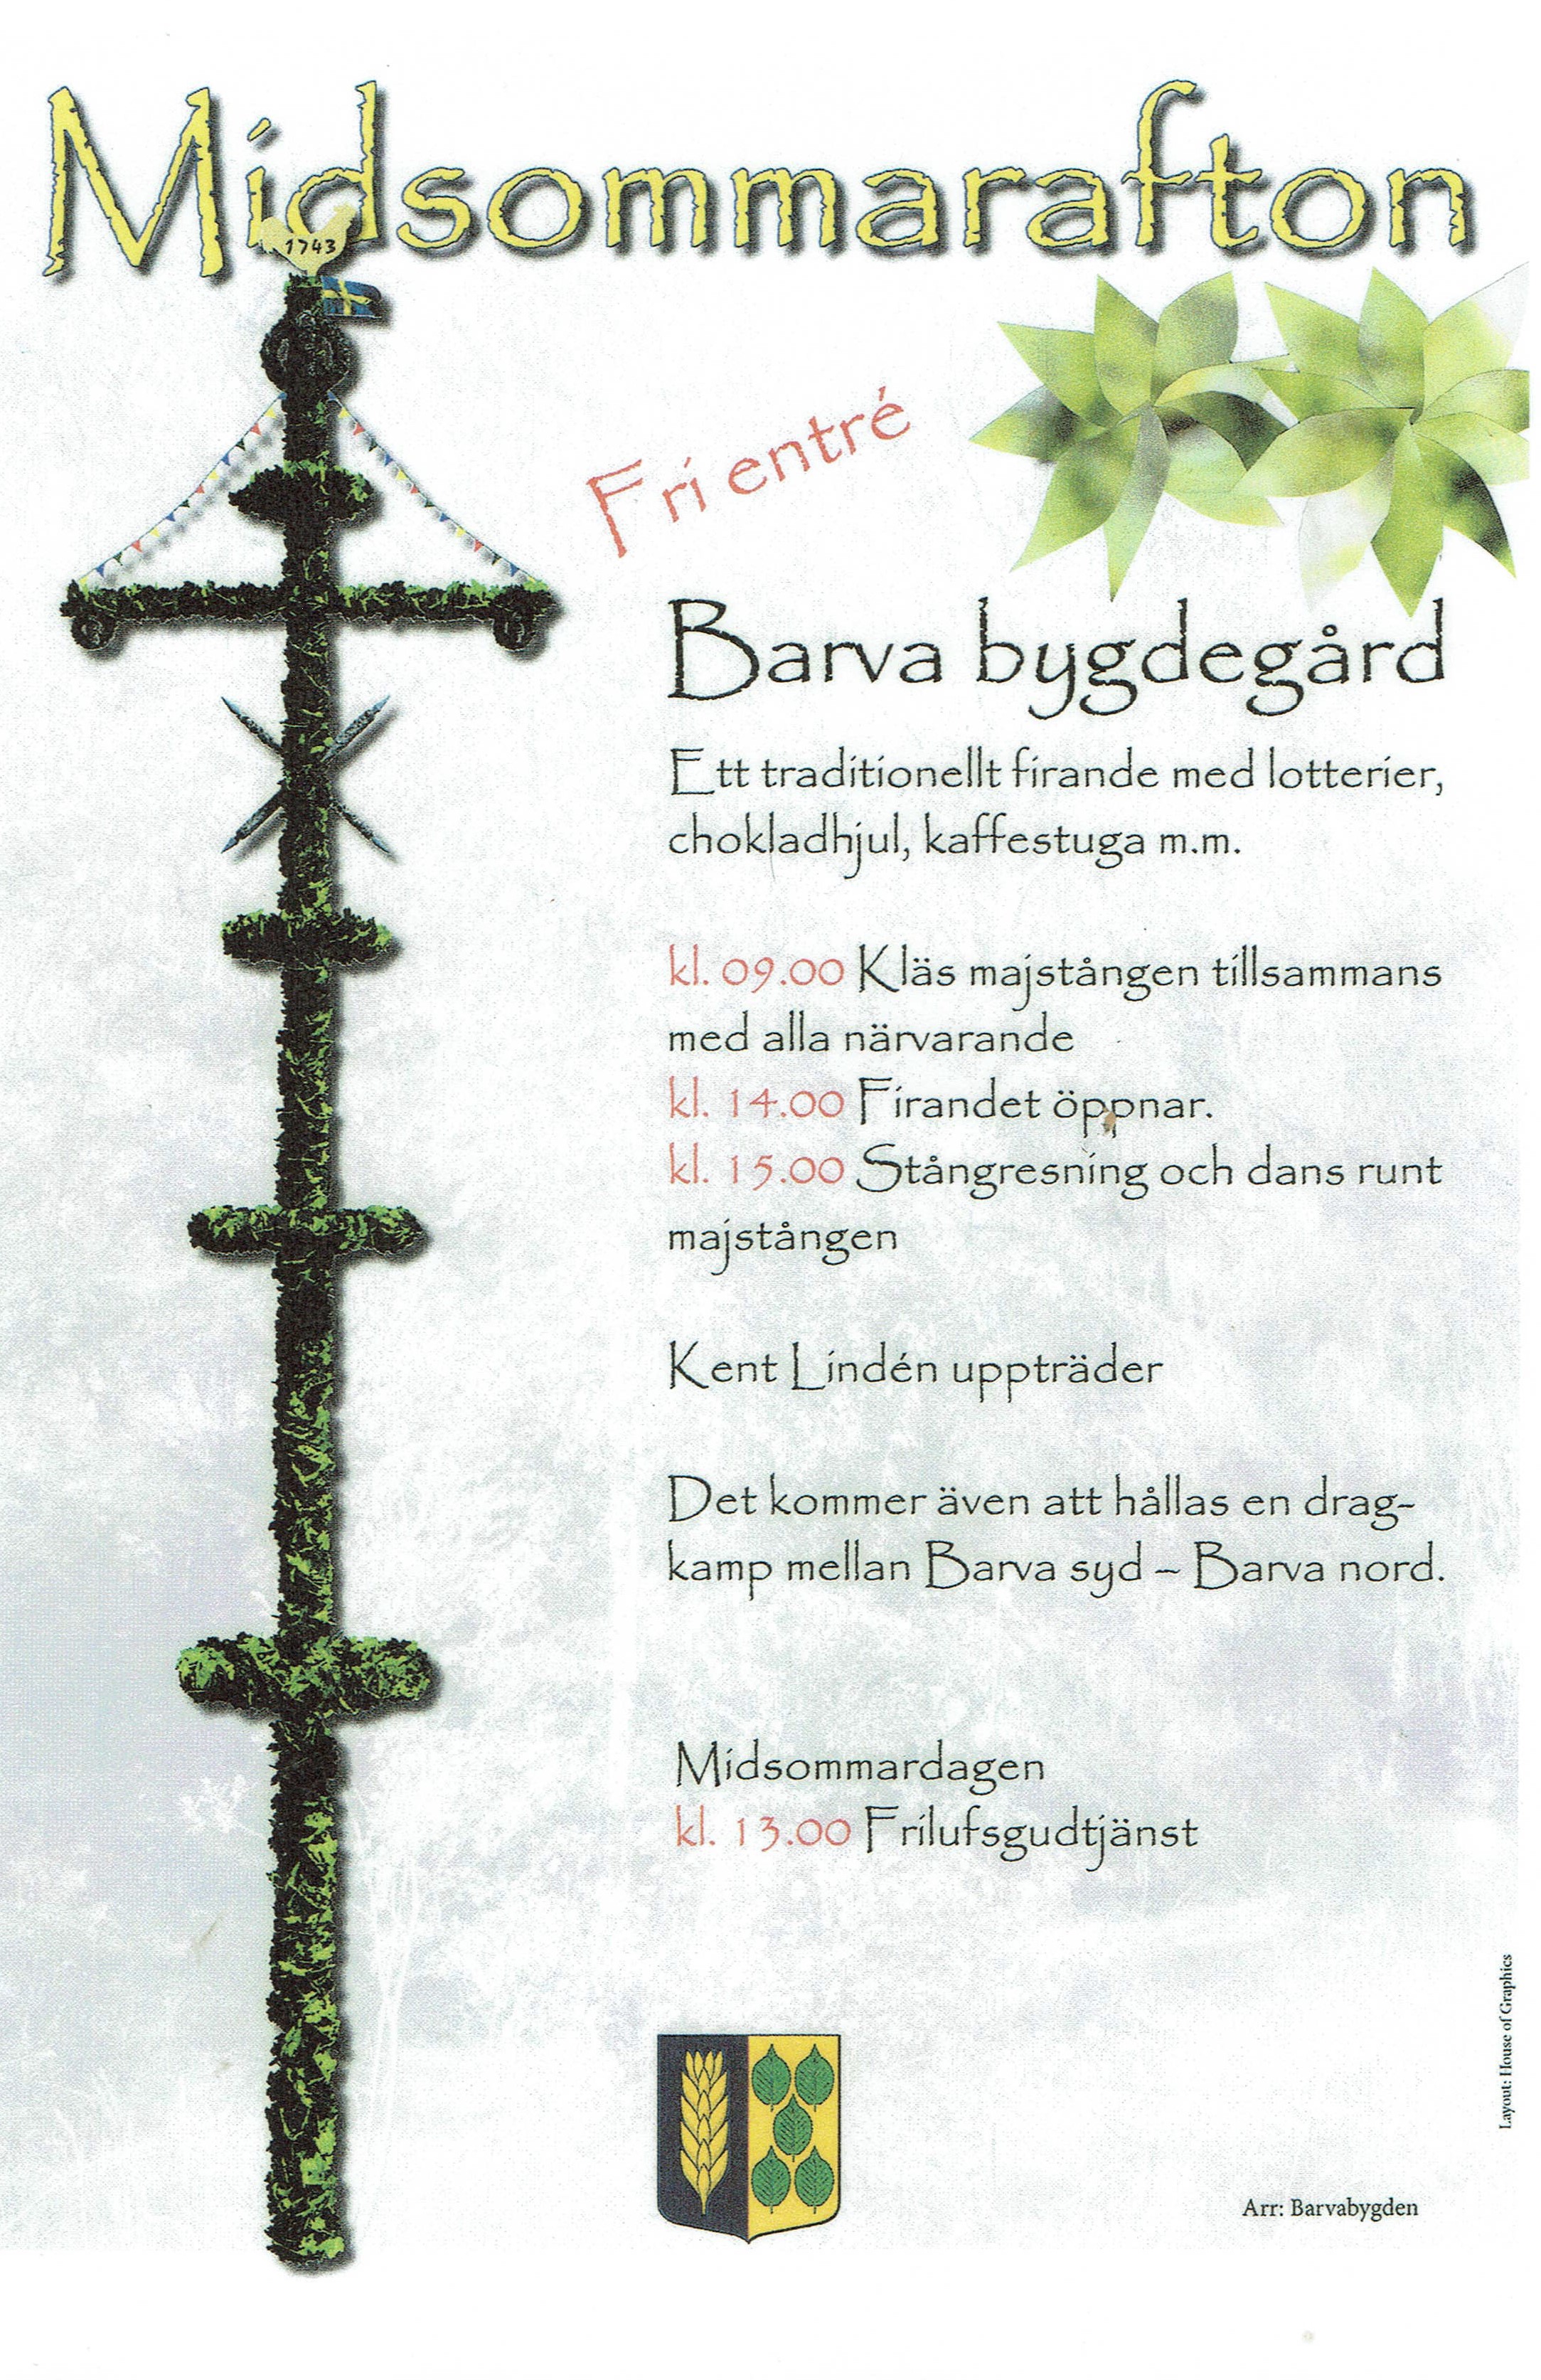 Midsommarafton
1743
Fri entré
Barva bygdegård
Ett traditionellt firande med lotterier,
chokladhjul, kaffestuga m.m.
kl. 09.00 Kläs majstången tillsammans
med alla närvarande
kl. 14.00 Firandet öppnar.
kl. 15.00 Stångresning och dans runt
majstången
Kent Lindén uppträder
Det kommer även att hållas en drag-
kamp mellan Barva syd – Barva nord.
Midsommardagen
kl. 13.00 Frilufsgudtjänst
Layout: House of Graphics
Arr: Barvabygden